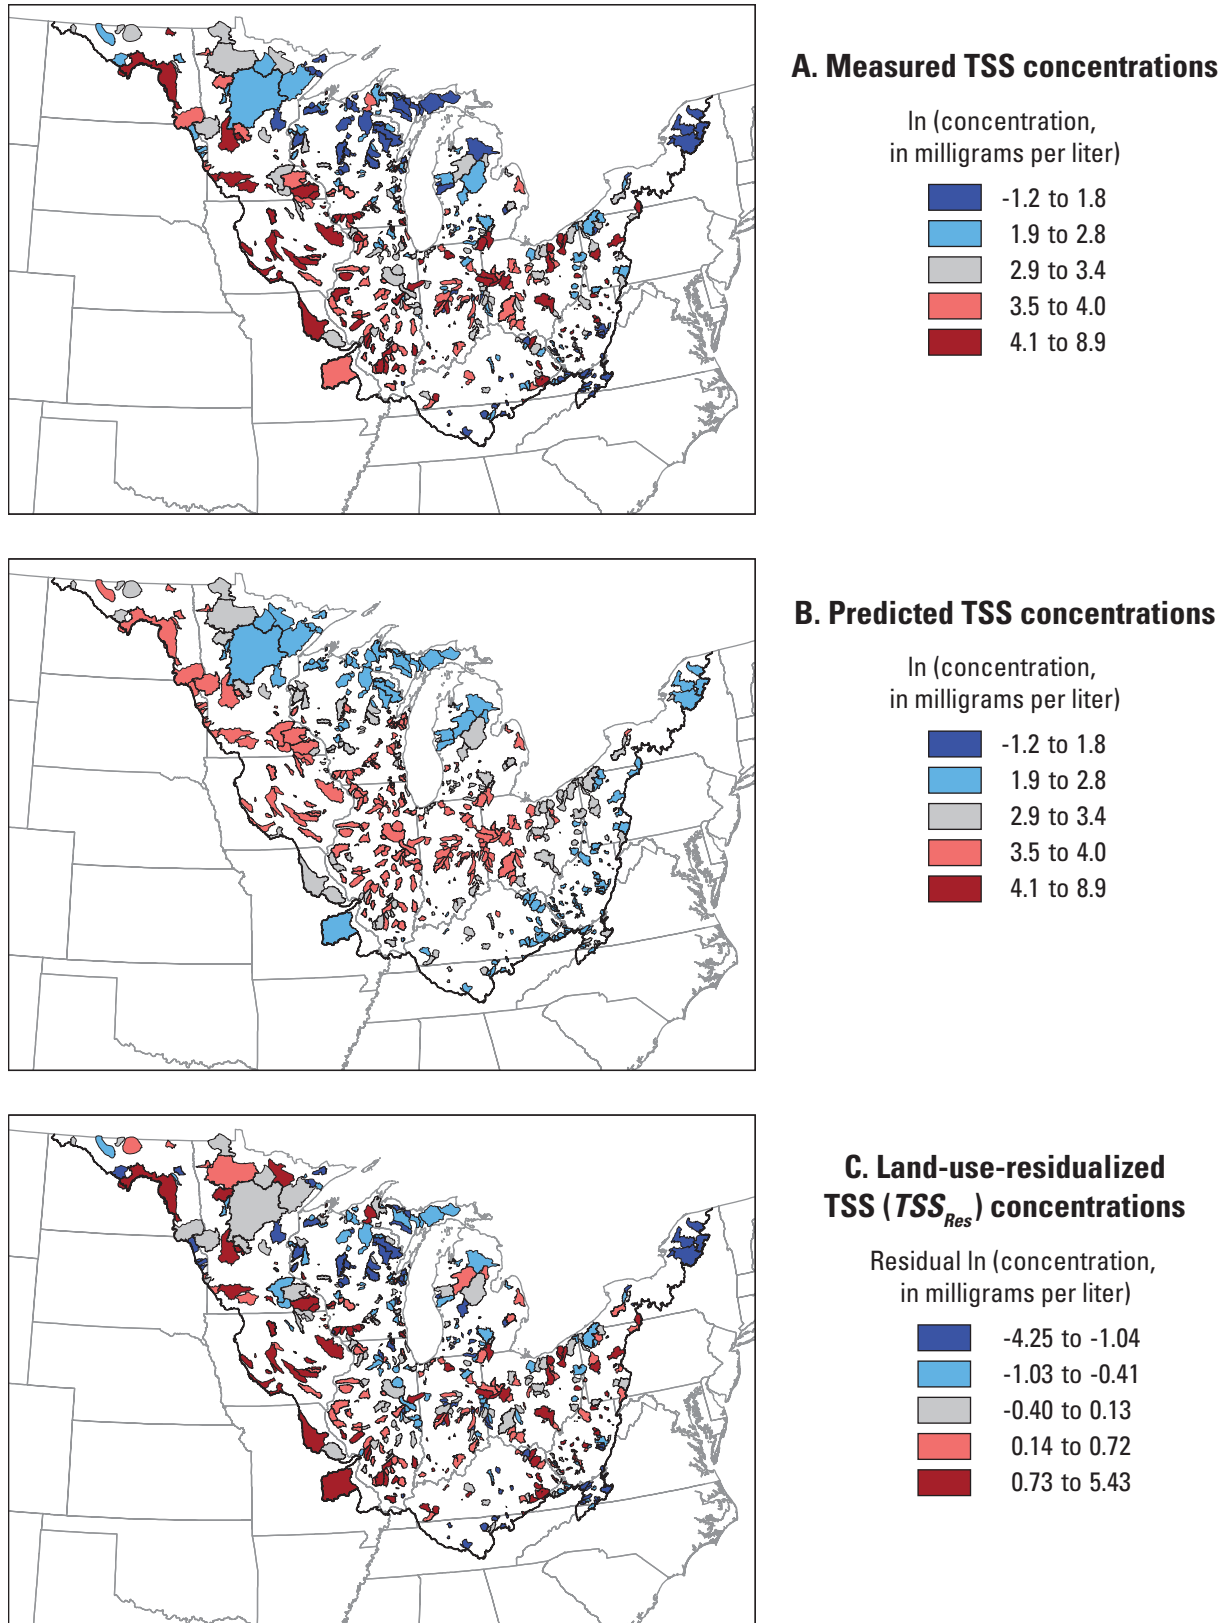 A. Measured TSS concentrations
ln (concentration,
in milligrams per liter)
-1.2 to 1.8
1.9 to 2.8
2.9 to 3.4
3.5 to 4.0
4.1 to 8.9
B. Predicted TSS concentrations
ln (concentration,
in milligrams per liter)
-1.2 to 1.8
1.9 to 2.8
2.9 to 3.4
3.5 to 4.0
4.1 to 8.9
C. Land-use-residualized
TSS (TSS_Res) concentrations
Residual ln (concentration,
in milligrams per liter)
-4.25 to -1.04
-1.03 to -0.41
-0.40 to 0.13
0.14 to 0.72
0.73 to 5.43